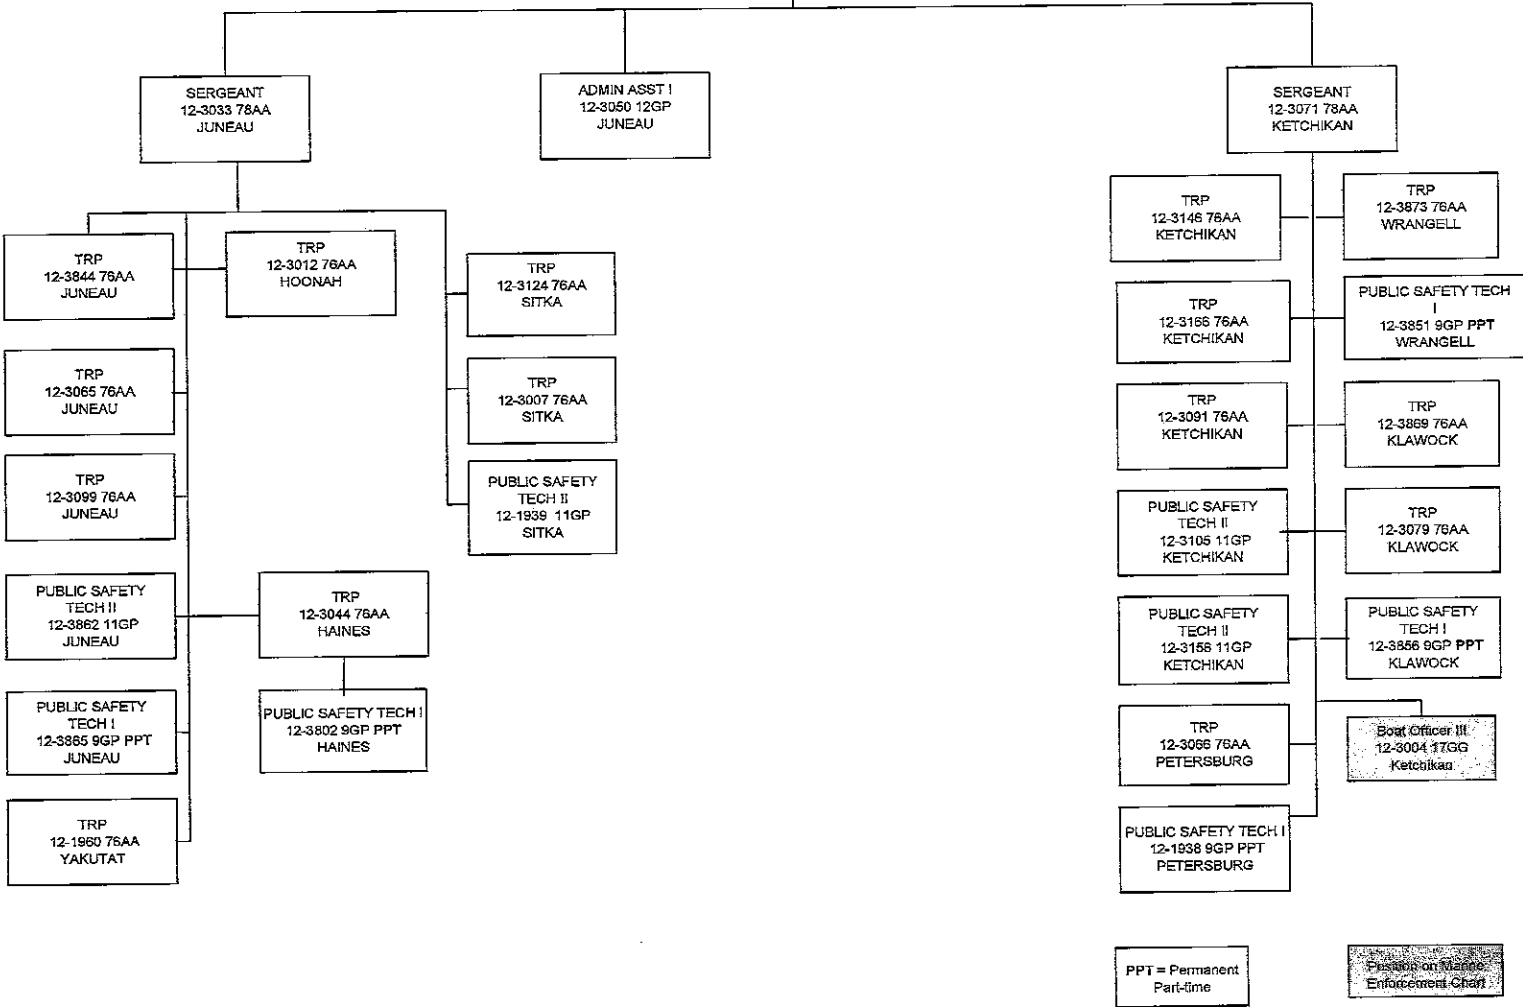 SERGEANT
12-3033 78AA
JUNEAU
ADMIN ASST I
12-3050 12GP
JUNEAU
SERGEANT
12-3071 78AA
KETCHIKAN
TRP
12-3844 76AA
JUNEAU
TRP
12-3012 76AA
HOONAH
TRP
12-3065 76AA
JUNEAU
TRP
12-3099 76AA
JUNEAU
PUBLIC SAFETY
TECH II
12-3862 11GP
JUNEAU
TRP
12-3044 76AA
HAINES
PUBLIC SAFETY TECH I
12-3802 9GP PPT
HAINES
PUBLIC SAFETY
TECH I
12-3865 9GP PPT
JUNEAU
TRP
12-1960 76AA
YAKUTAT
TRP
12-3124 76AA
SITKA
TRP
12-3007 76AA
SITKA
PUBLIC SAFETY
TECH II
12-1939 11GP
SITKA
TRP
12-3146 76AA
KETCHIKAN
TRP
12-3873 76AA
WRANGELL
TRP
12-3166 76AA
KETCHIKAN
PUBLIC SAFETY TECH
I
12-3851 9GP PPT
WRANGELL
TRP
12-3091 76AA
KETCHIKAN
TRP
12-3869 76AA
KLAWOCK
PUBLIC SAFETY
TECH II
12-3105 11GP
KETCHIKAN
TRP
12-3079 76AA
KLAWOCK
PUBLIC SAFETY
TECH II
12-3158 11GP
KETCHIKAN
PUBLIC SAFETY
TECH I
12-3856 9GP PPT
KLAWOCK
TRP
12-3066 76AA
PETERSBURG
Boat Officer III
12-3004 17GG
Ketchikan
PUBLIC SAFETY TECH I
12-1938 9GP PPT
PETERSBURG
PPT = Permanent
Part-time
Position on Marine
Enforcement Chart